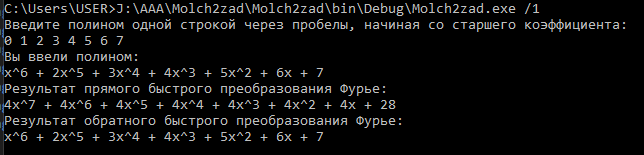 C:\Users\USER>J:\AAA\Molch2zad\Molch2zad\bin\Debug\Molch2zad.exe /1
Введите полином одной строкой через пробелы, начиная со старшего коэффициента:
0 1 2 3 4 5 6 7
Вы ввели полином:
x^6 + 2x^5 + 3x^4 + 4x^3 + 5x^2 + 6x + 7
Результат прямого быстрого преобразования Фурье:
4x^7 + 4x^6 + 4x^5 + 4x^4 + 4x^3 + 4x^2 + 4x + 28
Результат обратного быстрого преобразования Фурье:
x^6 + 2x^5 + 3x^4 + 4x^3 + 5x^2 + 6x + 7